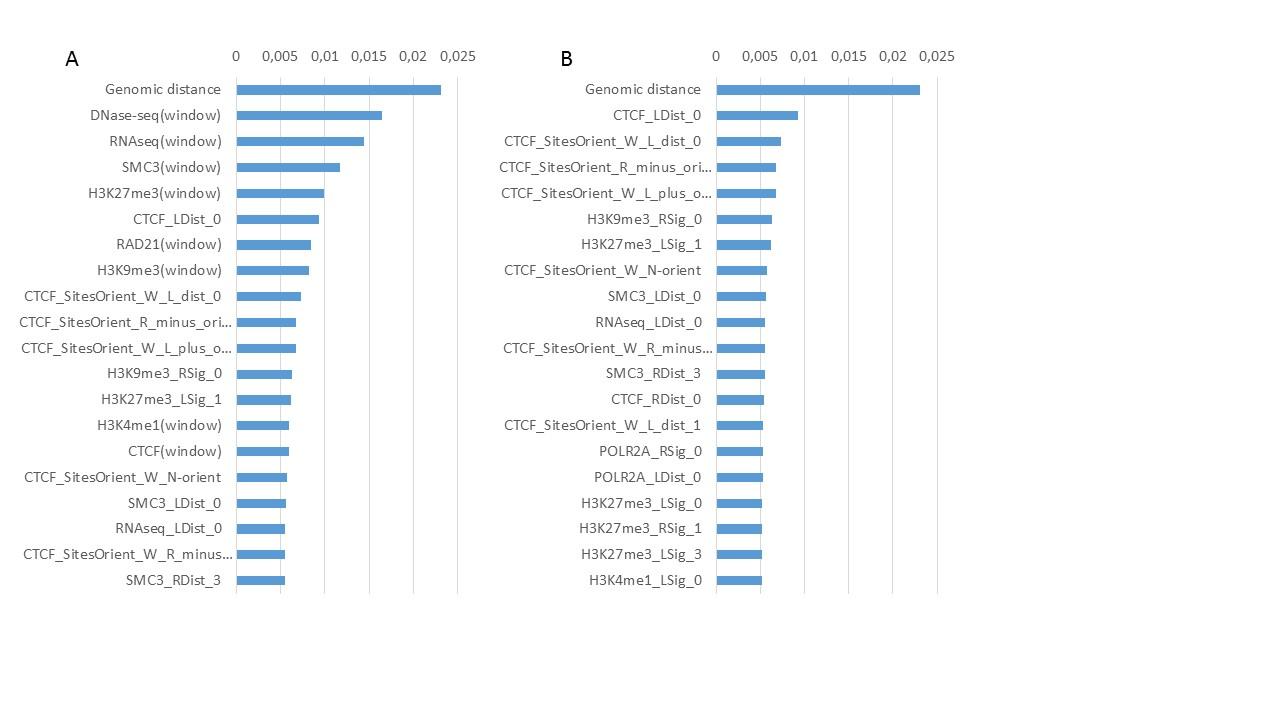 A
0 0,005 0,01 0,015 0,02 0,025
Genomic distance
DNase-seq(window)
RNAseq(window)
SMC3(window)
H3K27me3(window)
CTCF_LDist_0
RAD21(window)
H3K9me3(window)
CTCF_SitesOrient_W_L_dist_0
CTCF_SitesOrient_R_minus_ori...
CTCF_SitesOrient_W_L_plus_o...
H3K9me3_RSig_0
H3K27me3_LSig_1
H3K4me1(window)
CTCF(window)
CTCF_SitesOrient_W_N-orient
SMC3_LDist_0
RNAseq_LDist_0
CTCF_SitesOrient_W_R_minus...
SMC3_RDist_3
B
0 0,005 0,01 0,015 0,02 0,025
Genomic distance
CTCF_LDist_0
CTCF_SitesOrient_W_L_dist_0
CTCF_SitesOrient_R_minus_ori...
CTCF_SitesOrient_W_L_plus_o...
H3K9me3_RSig_0
H3K27me3_LSig_1
CTCF_SitesOrient_W_N-orient
SMC3_LDist_0
RNAseq_LDist_0
CTCF_SitesOrient_W_R_minus...
SMC3_RDist_3
CTCF_RDist_0
CTCF_SitesOrient_W_L_dist_1
POLR2A_RSig_0
POLR2A_LDist_0
H3K27me3_LSig_0
H3K27me3_RSig_1
H3K27me3_LSig_3
H3K4me1_LSig_0